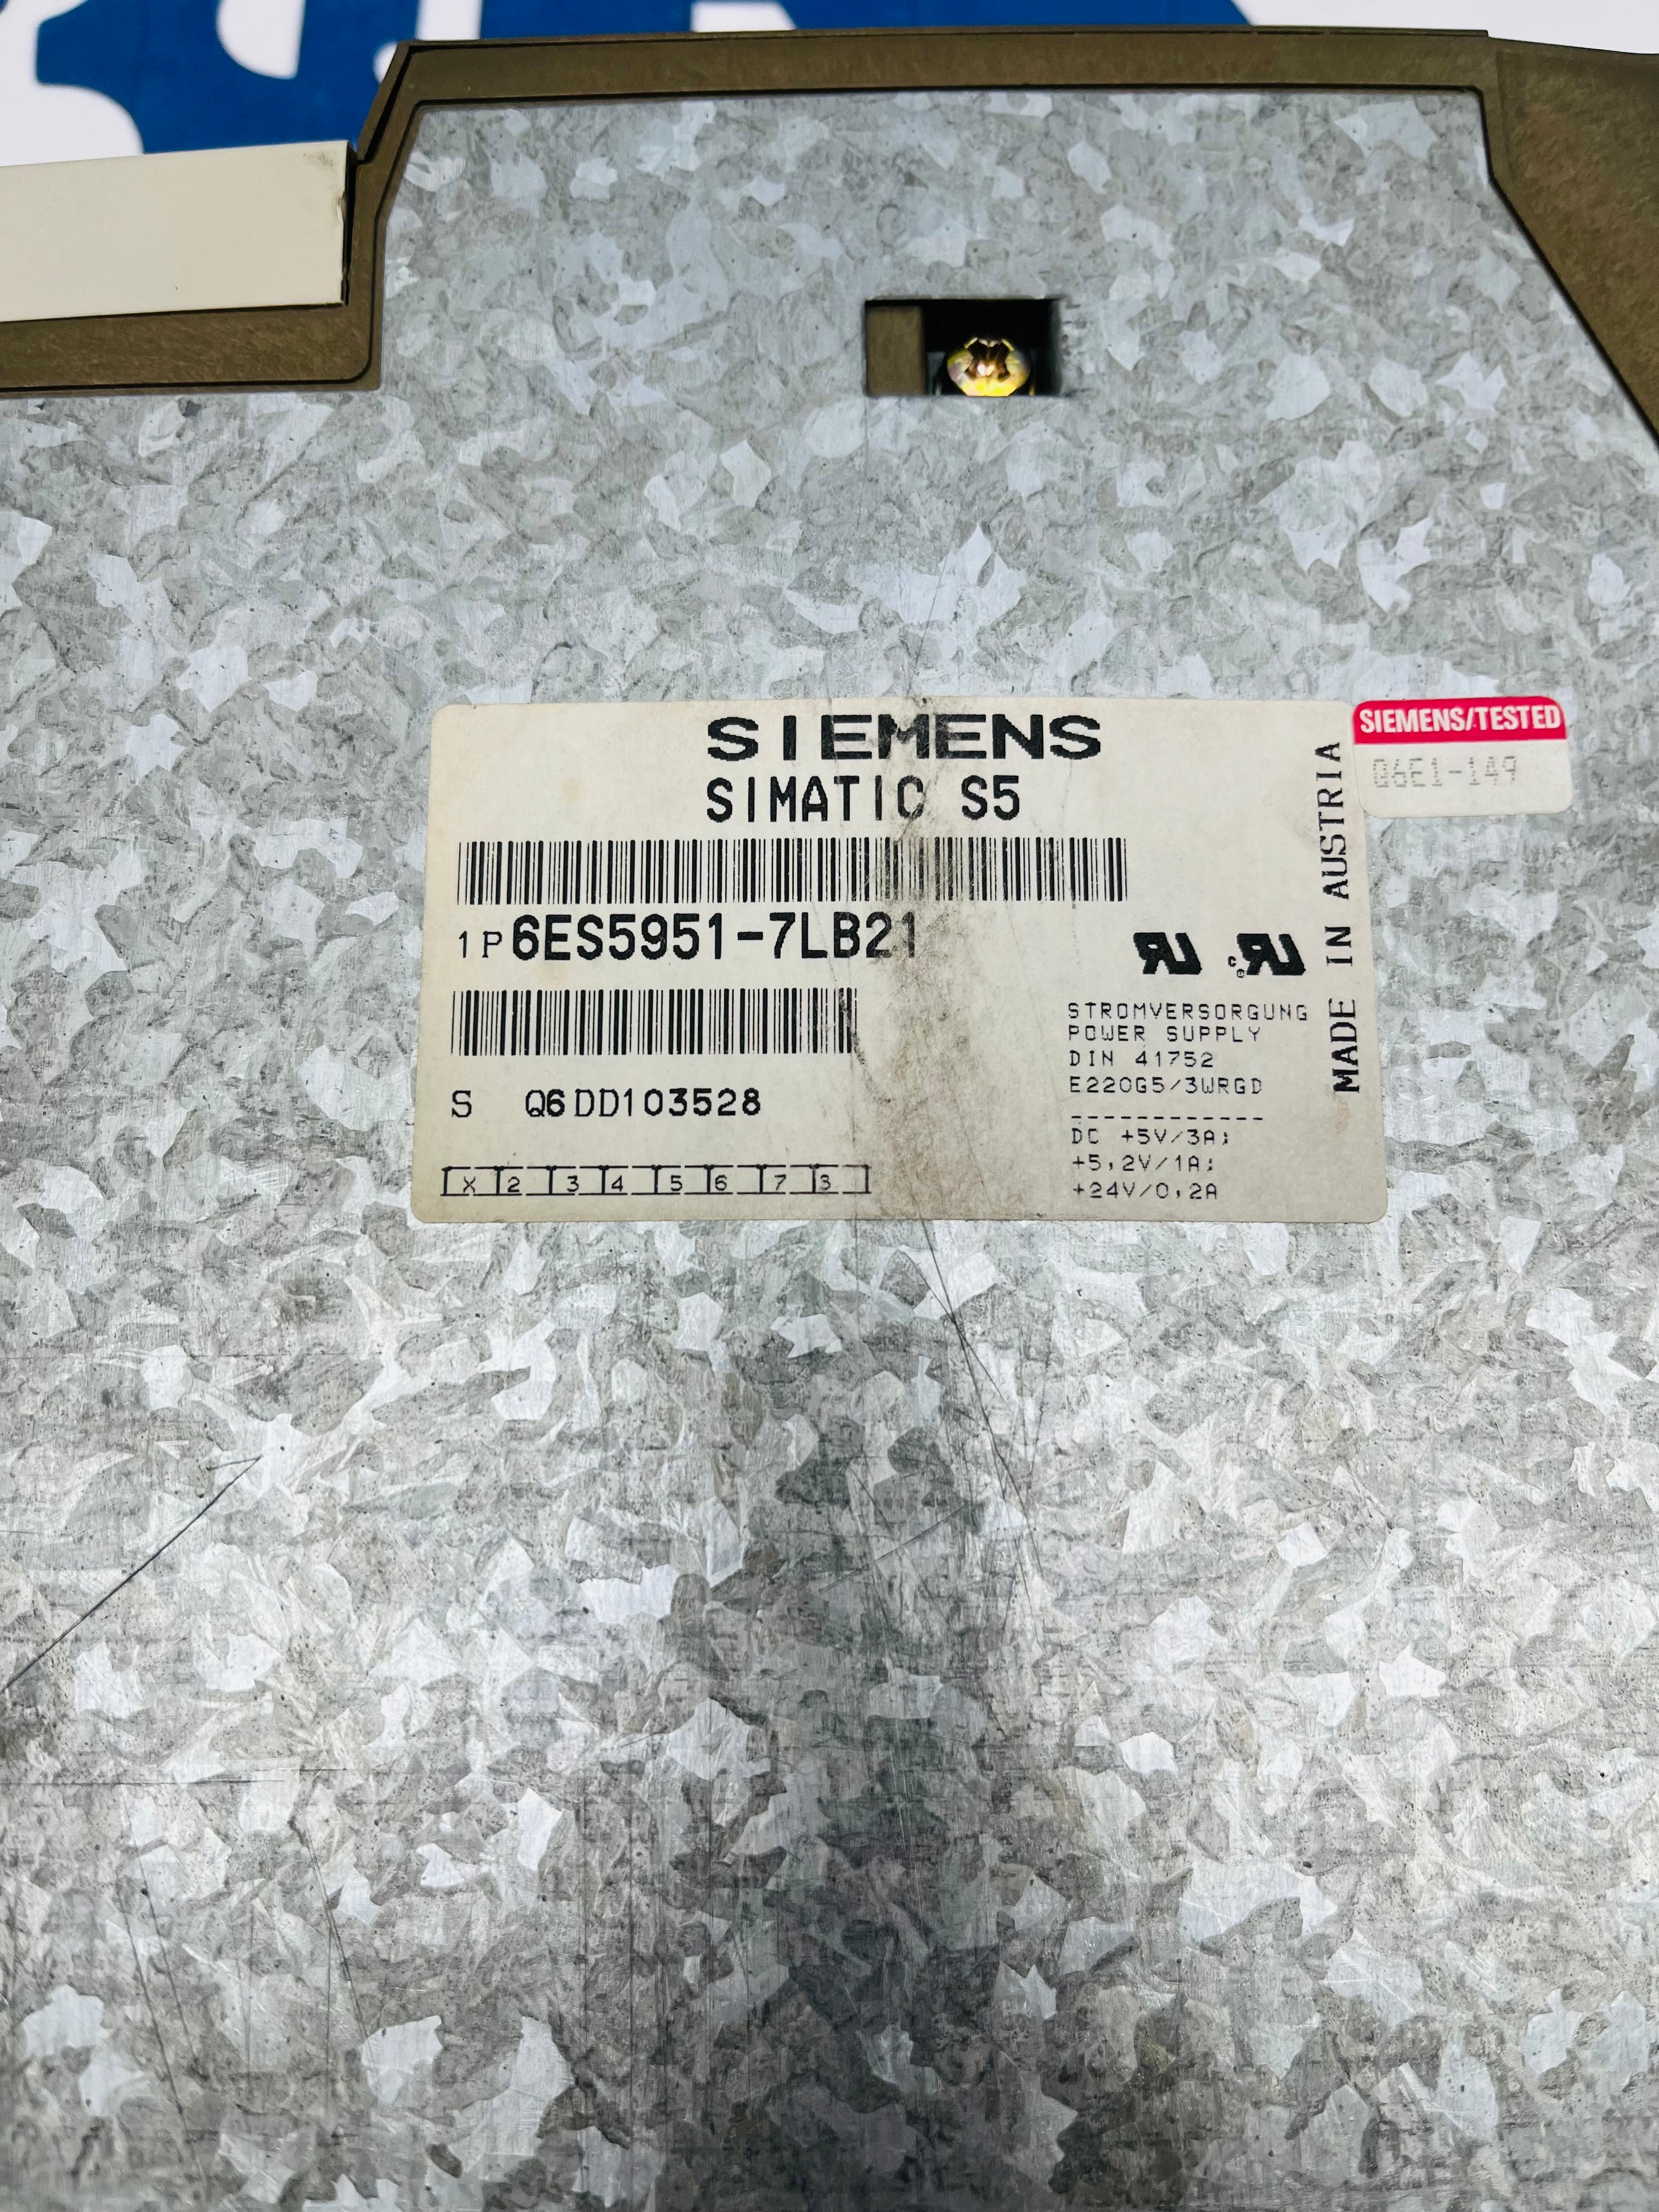 SIEMENS
SIMATIC S5
1P 6ES5951-7LB21
S Q6DD103528
X 2 3 4 5 6 7 3
STROMVERSORGUNG
POWER SUPPLY
DIN 41752
E220G5/3WRGD
------------
DC +5V/3A;
+5,2V/1A;
+24V/0,2A
MADE IN AUSTRIA
SIEMENS/TESTED
Q6E1-149